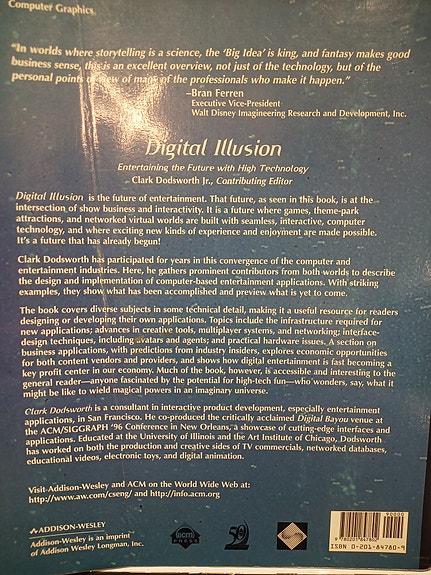 Computer Graphics
"In worlds where storytelling is a science, the 'Big Idea' is king, and fantasy makes good
business sense, this is an excellent overview, not just of the technology, but of the
personal points of view of many of the professionals who make it happen."
–Bran Ferren
Executive Vice-President
Walt Disney Imagineering Research and Development, Inc.
Digital Illusion
Entertaining the Future with High Technology
Clark Dodsworth Jr., Contributing Editor
Digital Illusion is the future of entertainment. That future, as seen in this book, is at the
intersection of show business and interactivity. It is a future where games, theme-park
attractions, and networked virtual worlds are built with seamless, interactive, computer
technology, and where exciting new kinds of experience and enjoyment are made possible.
It's a future that has already begun!
Clark Dodsworth has participated for years in this convergence of the computer and
entertainment industries. Here, he gathers prominent contributors from both worlds to describe
the design and implementation of computer-based entertainment applications. With striking
examples, they show what has been accomplished and preview what is yet to come.
The book covers diverse subjects in some technical detail, making it a useful resource for readers
designing or developing their own applications. Topics include the infrastructure required for
new applications; advances in creative tools, multiplayer systems, and networking; interface-
design techniques, including avatars and agents; and practical hardware issues. A section on
business applications, with predictions from industry insiders, explores economic opportunities
for both content vendors and providers, and shows how digital entertainment is fast becoming a
key profit center in our economy. Much of the book, however, is accessible and interesting to the
general reader—anyone fascinated by the potential for high-tech fun—who wonders, say, what it
might be like to wield magical powers in an imaginary universe.
Clark Dodsworth is a consultant in interactive product development, especially entertainment
applications, in San Francisco. He co-produced the critically acclaimed Digital Bayou venue at
the ACM/SIGGRAPH '96 Conference in New Orleans, a showcase of cutting-edge interfaces and
applications. Educated at the University of Illinois and the Art Institute of Chicago, Dodsworth
has worked on both the production and creative sides of TV commercials, networked databases,
educational videos, electronic toys, and digital animation.
Visit Addison-Wesley and ACM on the World Wide Web at:
http://www.aw.com/cseng/ and http://info.acm.org
ADDISON-WESLEY
Addison-Wesley is an imprint
of Addison Wesley Longman, Inc.
acm
PRESS
50
90000
9 780201 847802
ISBN 0-201-84780-9